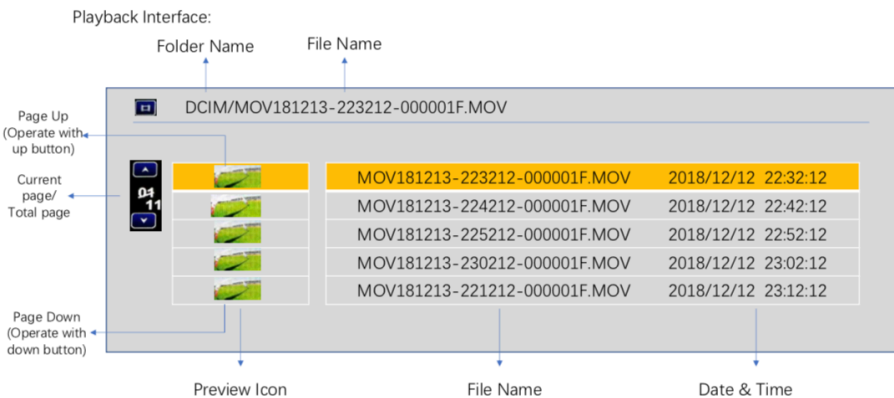 Playback Interface:
Folder Name
File Name
DCIM/MOV181213-223212-000001F.MOV
Page Up
(Operate with
up button)
Current
page/
Total page
01
11
MOV181213-223212-000001F.MOV 2018/12/12 22:32:12
MOV181213-224212-000001F.MOV 2018/12/12 22:42:12
MOV181213-225212-000001F.MOV 2018/12/12 22:52:12
MOV181213-230212-000001F.MOV 2018/12/12 23:02:12
MOV181213-221212-000001F.MOV 2018/12/12 23:12:12
Page Down
(Operate with
down button)
Preview Icon
File Name
Date & Time